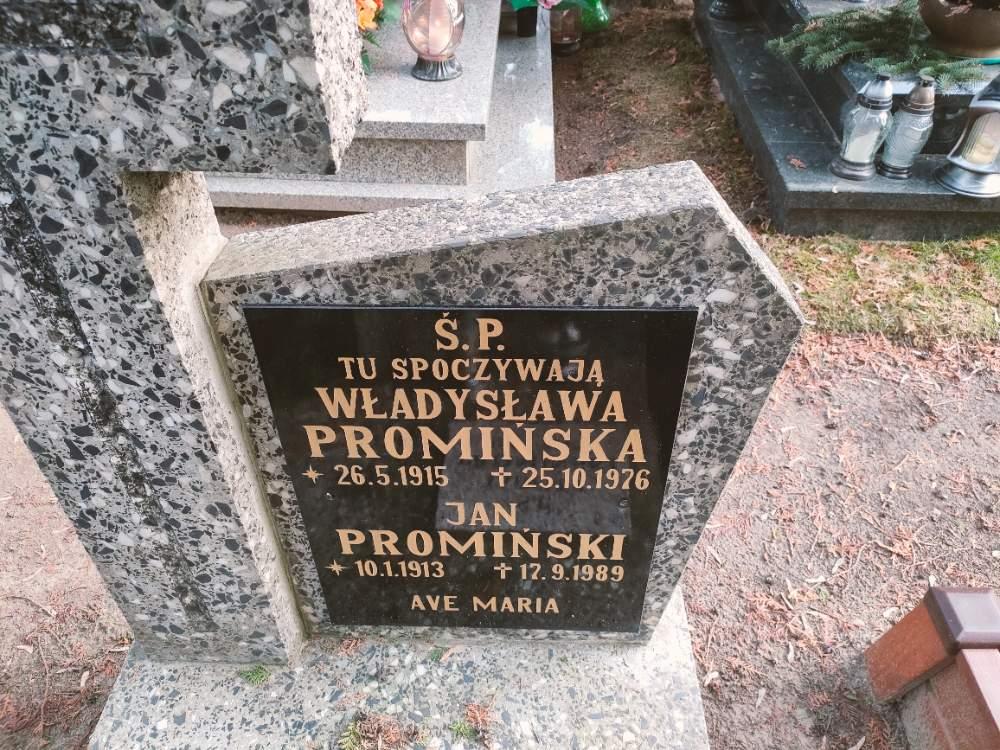 Ś.P.
TU SPOCZYWAJĄ
WŁADYSŁAWA
PROMIŃSKA
26.5.1915 25.10.1976
JAN
PROMIŃSKI
10.1.1913 17.9.1989
AVE MARIA